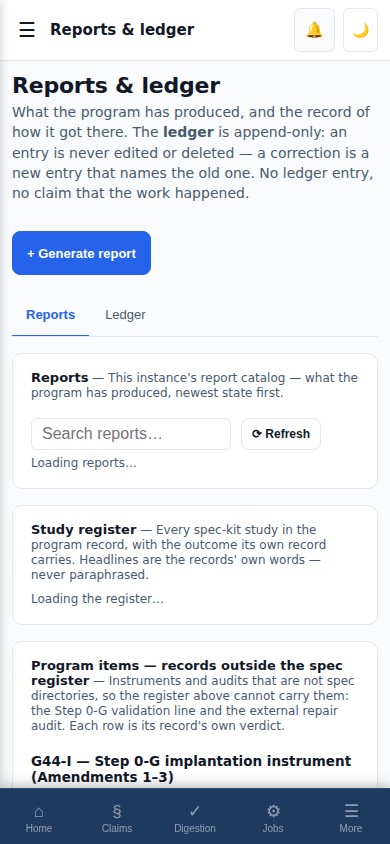 ☰ Reports & ledger 🔔 🌙
Reports & ledger
What the program has produced, and the record of
how it got there. The ledger is append-only: an
entry is never edited or deleted — a correction is a
new entry that names the old one. No ledger entry,
no claim that the work happened.
+ Generate report
Reports Ledger
Reports — This instance's report catalog — what the
program has produced, newest state first.
Search reports… ⟳ Refresh
Loading reports…
Study register — Every spec-kit study in the
program record, with the outcome its own record
carries. Headlines are the records' own words —
never paraphrased.
Loading the register…
Program items — records outside the spec
register — Instruments and audits that are not spec
directories, so the register above cannot carry them:
the Step 0-G validation line and the external repair
audit. Each row is its record's own verdict.
G44-I — Step 0-G implantation instrument
(Amendments 1–3)
⌂ § ✓ ⚙ ☰
Home Claims Digestion Jobs More